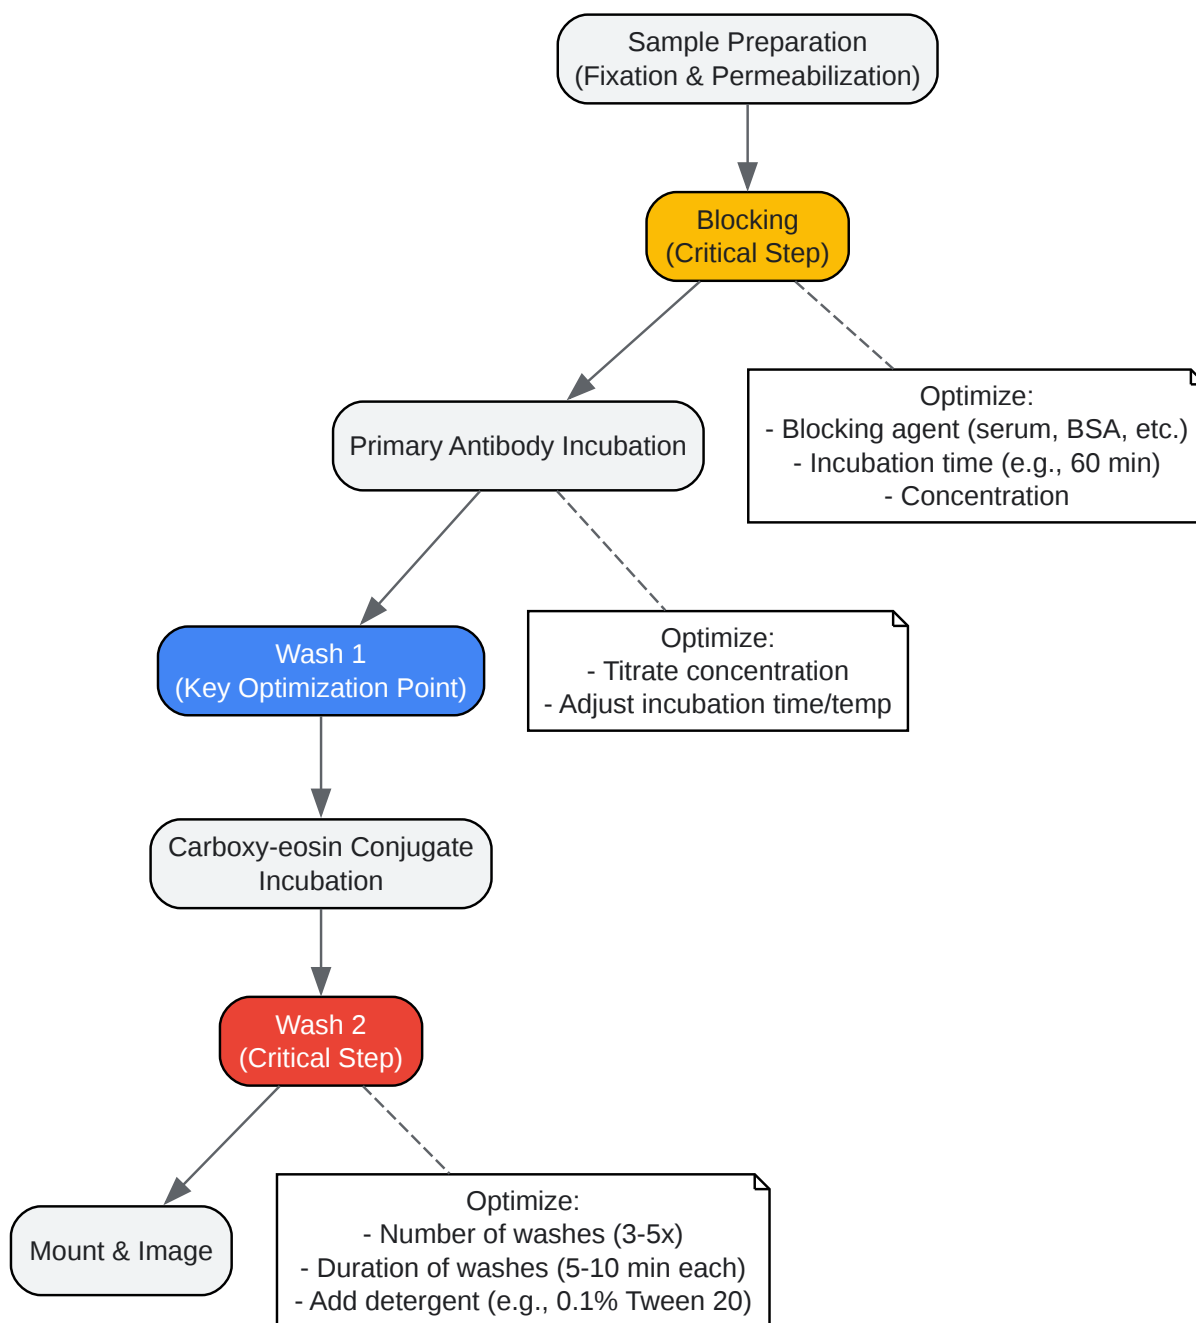 Sample Preparation
(Fixation & Permeabilization)
Blocking
(Critical Step)
Optimize:
- Blocking agent (serum, BSA, etc.)
- Incubation time (e.g., 60 min)
- Concentration
Primary Antibody Incubation
Optimize:
- Titrate concentration
- Adjust incubation time/temp
Wash 1
(Key Optimization Point)
Carboxy-eosin Conjugate
Incubation
Wash 2
(Critical Step)
Optimize:
- Number of washes (3-5x)
- Duration of washes (5-10 min each)
- Add detergent (e.g., 0.1% Tween 20)
Mount & Image